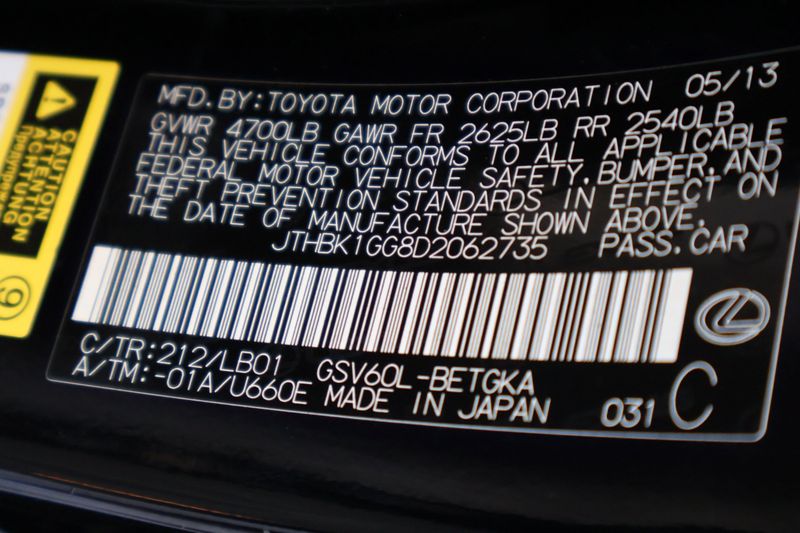 MFD.BY:TOYOTA MOTOR CORPORATION 05/13
GVWR 4700LB GAWR FR 2625LB RR 2540LB
THIS VEHICLE CONFORMS TO ALL APPLICABLE
FEDERAL MOTOR VEHICLE SAFETY,BUMPER,AND
THEFT PREVENTION STANDARDS IN EFFECT ON
THE DATE OF MANUFACTURE SHOWN ABOVE.
JTHBK1GG8D2062735 PASS.CAR
C/TR:212/LB01 GSV60L-BETGKA
A/TM:-01A/U660E MADE IN JAPAN 031 C
CAUTION
ATTENTION
ACHTUNG
9